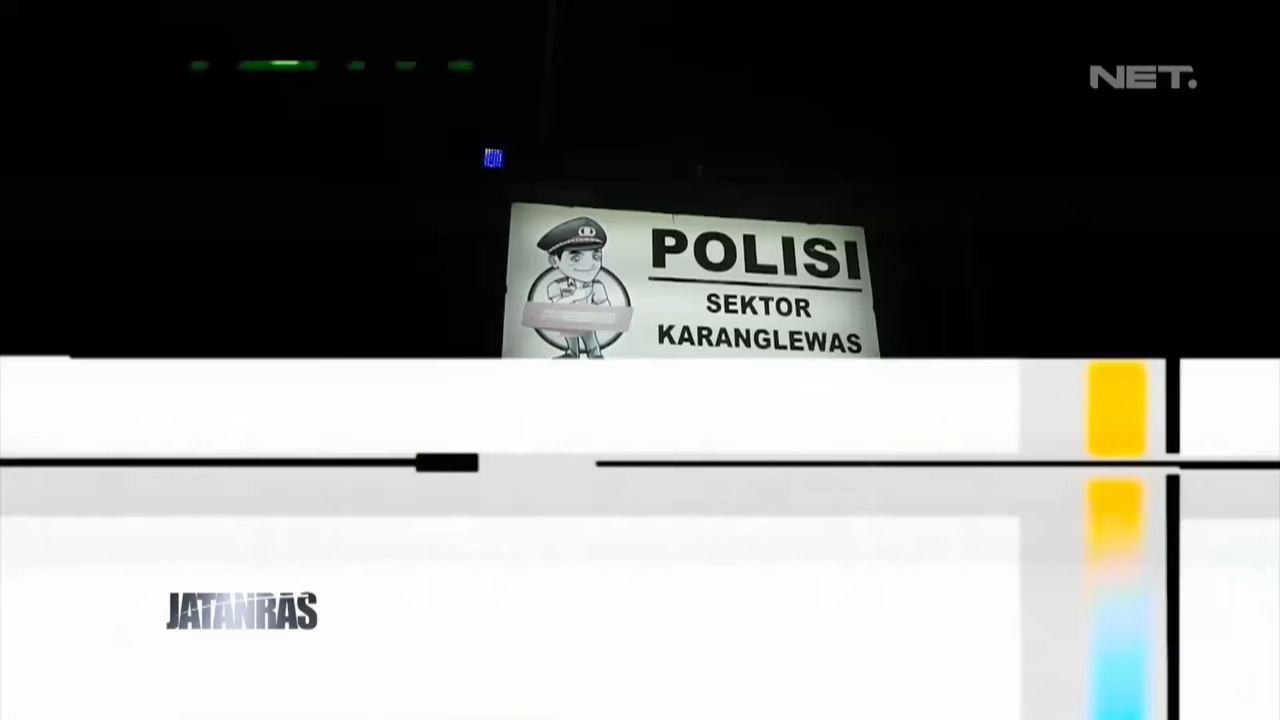 NET.
POLISI
SEKTOR
KARANGLEWAS
JATANRAS